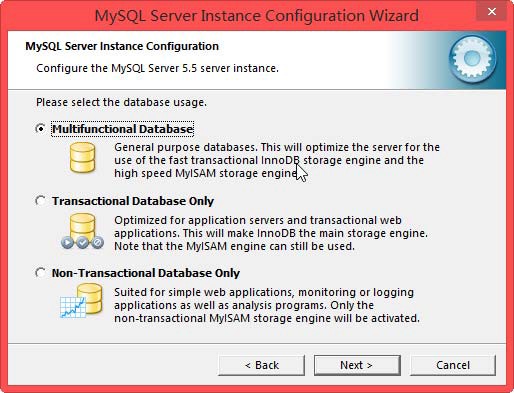 MySQL Server Instance Configuration Wizard
MySQL Server Instance Configuration
Configure the MySQL Server 5.5 server instance.
Please select the database usage.
Multifunctional Database
General purpose databases. This will optimize the server for the
use of the fast transactional InnoDB storage engine and the
high speed MyISAM storage engine.
Transactional Database Only
Optimized for application servers and transactional web
applications. This will make InnoDB the main storage engine.
Note that the MyISAM engine can still be used.
Non-Transactional Database Only
Suited for simple web applications, monitoring or logging
applications as well as analysis programs. Only the
non-transactional MyISAM storage engine will be activated.
< Back
Next >
Cancel